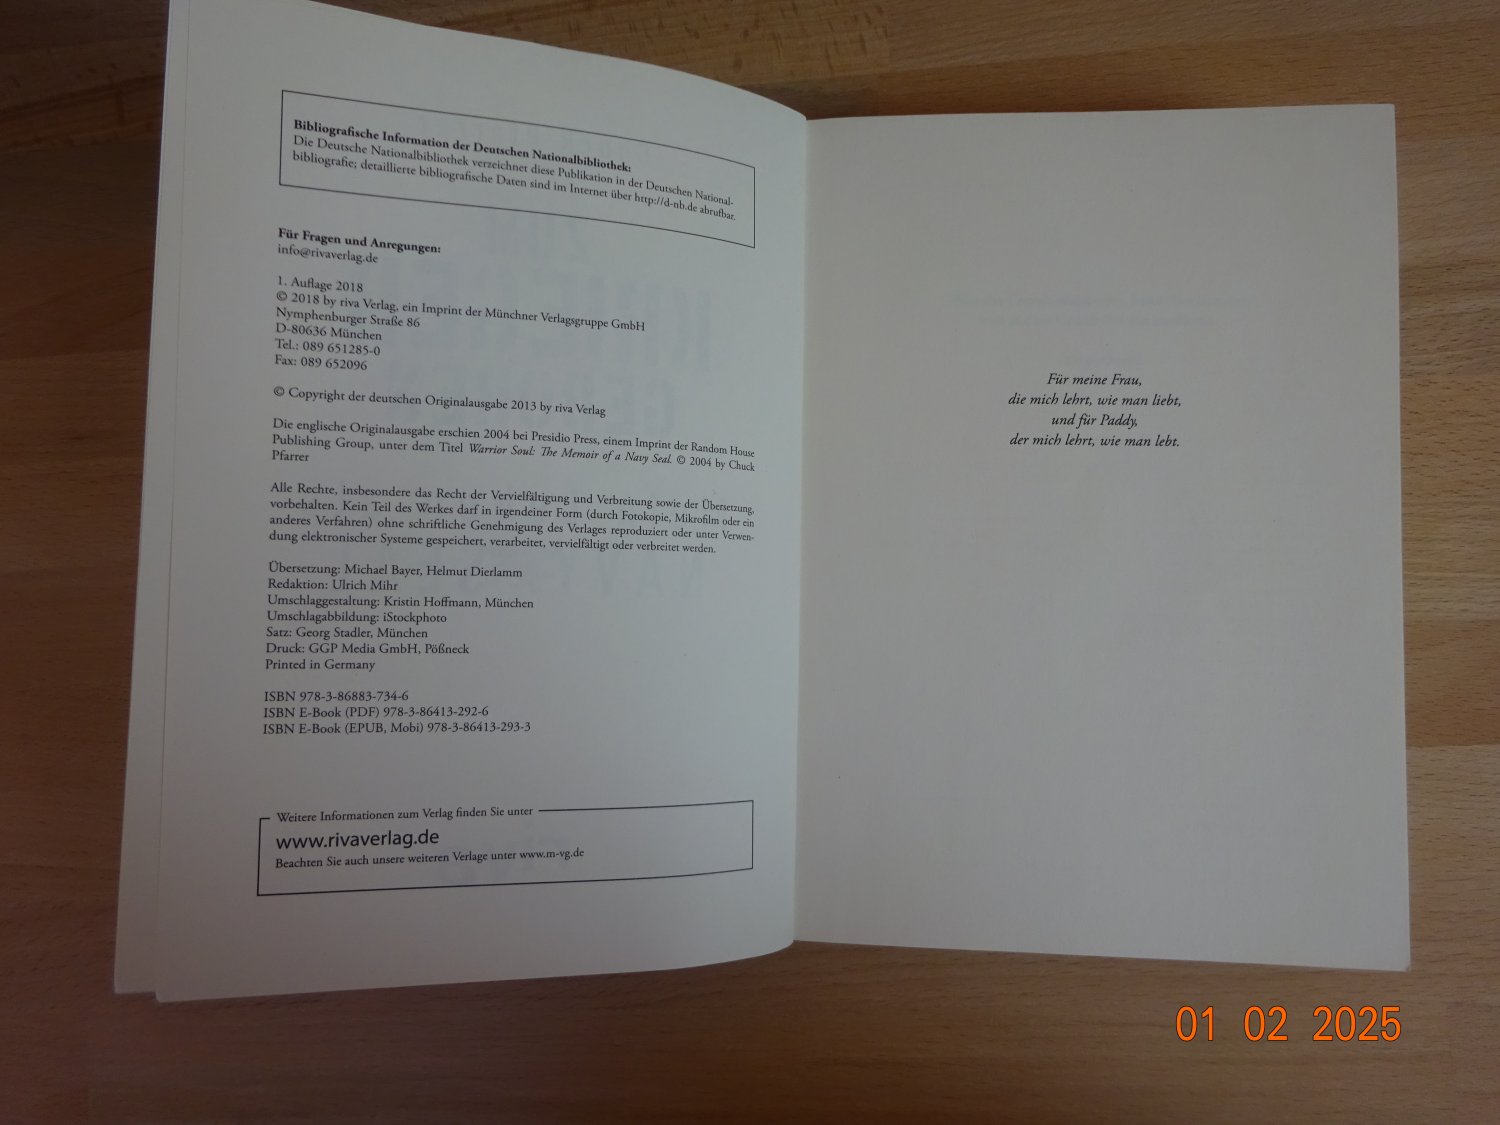 Bibliografische Information der Deutschen Nationalbibliothek:
Die Deutsche Nationalbibliothek verzeichnet diese Publikation in der Deutschen National-
bibliografie; detaillierte bibliografische Daten sind im Internet über http://d-nb.de abrufbar.
Für Fragen und Anregungen:
info@rivaverlag.de
1. Auflage 2018
© 2018 by riva Verlag, ein Imprint der Münchner Verlagsgruppe GmbH
Nymphenburger Straße 86
D-80636 München
Tel.: 089 651285-0
Fax: 089 652096
© Copyright der deutschen Originalausgabe 2013 by riva Verlag
Die englische Originalausgabe erschien 2004 bei Presidio Press, einem Imprint der Random House
Publishing Group, unter dem Titel Warrior Soul: The Memoir of a Navy Seal. © 2004 by Chuck
Pfarrer
Alle Rechte, insbesondere das Recht der Vervielfältigung und Verbreitung sowie der Übersetzung,
vorbehalten. Kein Teil des Werkes darf in irgendeiner Form (durch Fotokopie, Mikrofilm oder ein
anderes Verfahren) ohne schriftliche Genehmigung des Verlages reproduziert oder unter Verwen-
dung elektronischer Systeme gespeichert, verarbeitet, vervielfältigt oder verbreitet werden.
Übersetzung: Michael Bayer, Helmut Dierlamm
Redaktion: Ulrich Mihr
Umschlaggestaltung: Kristin Hoffmann, München
Umschlagabbildung: iStockphoto
Satz: Georg Stadler, München
Druck: GGP Media GmbH, Pößneck
Printed in Germany
ISBN 978-3-86883-734-6
ISBN E-Book (PDF) 978-3-86413-292-6
ISBN E-Book (EPUB, Mobi) 978-3-86413-293-3
Weitere Informationen zum Verlag finden Sie unter
www.rivaverlag.de
Beachten Sie auch unsere weiteren Verlage unter www.m-vg.de
Für meine Frau,
die mich lehrt, wie man liebt,
und für Paddy,
der mich lehrt, wie man lebt.
01 02 2025